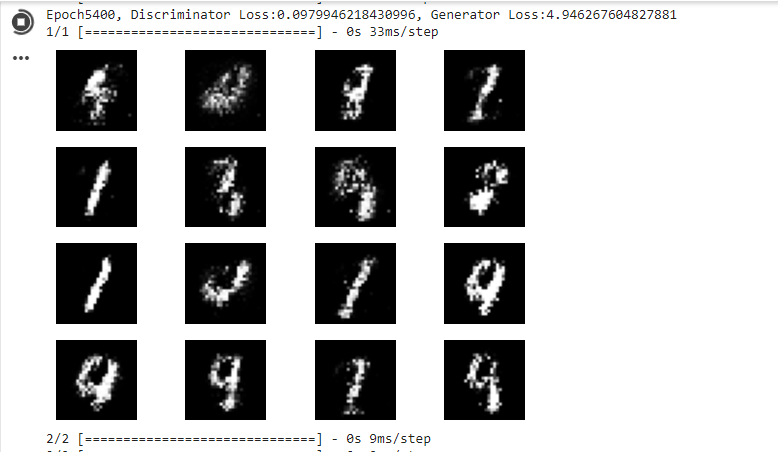 Epoch5400, Discriminator Loss:0.0979946218430996, Generator Loss:4.946267604827881
1/1 [==============================] - 0s 33ms/step
2/2 [==============================] - 0s 9ms/step